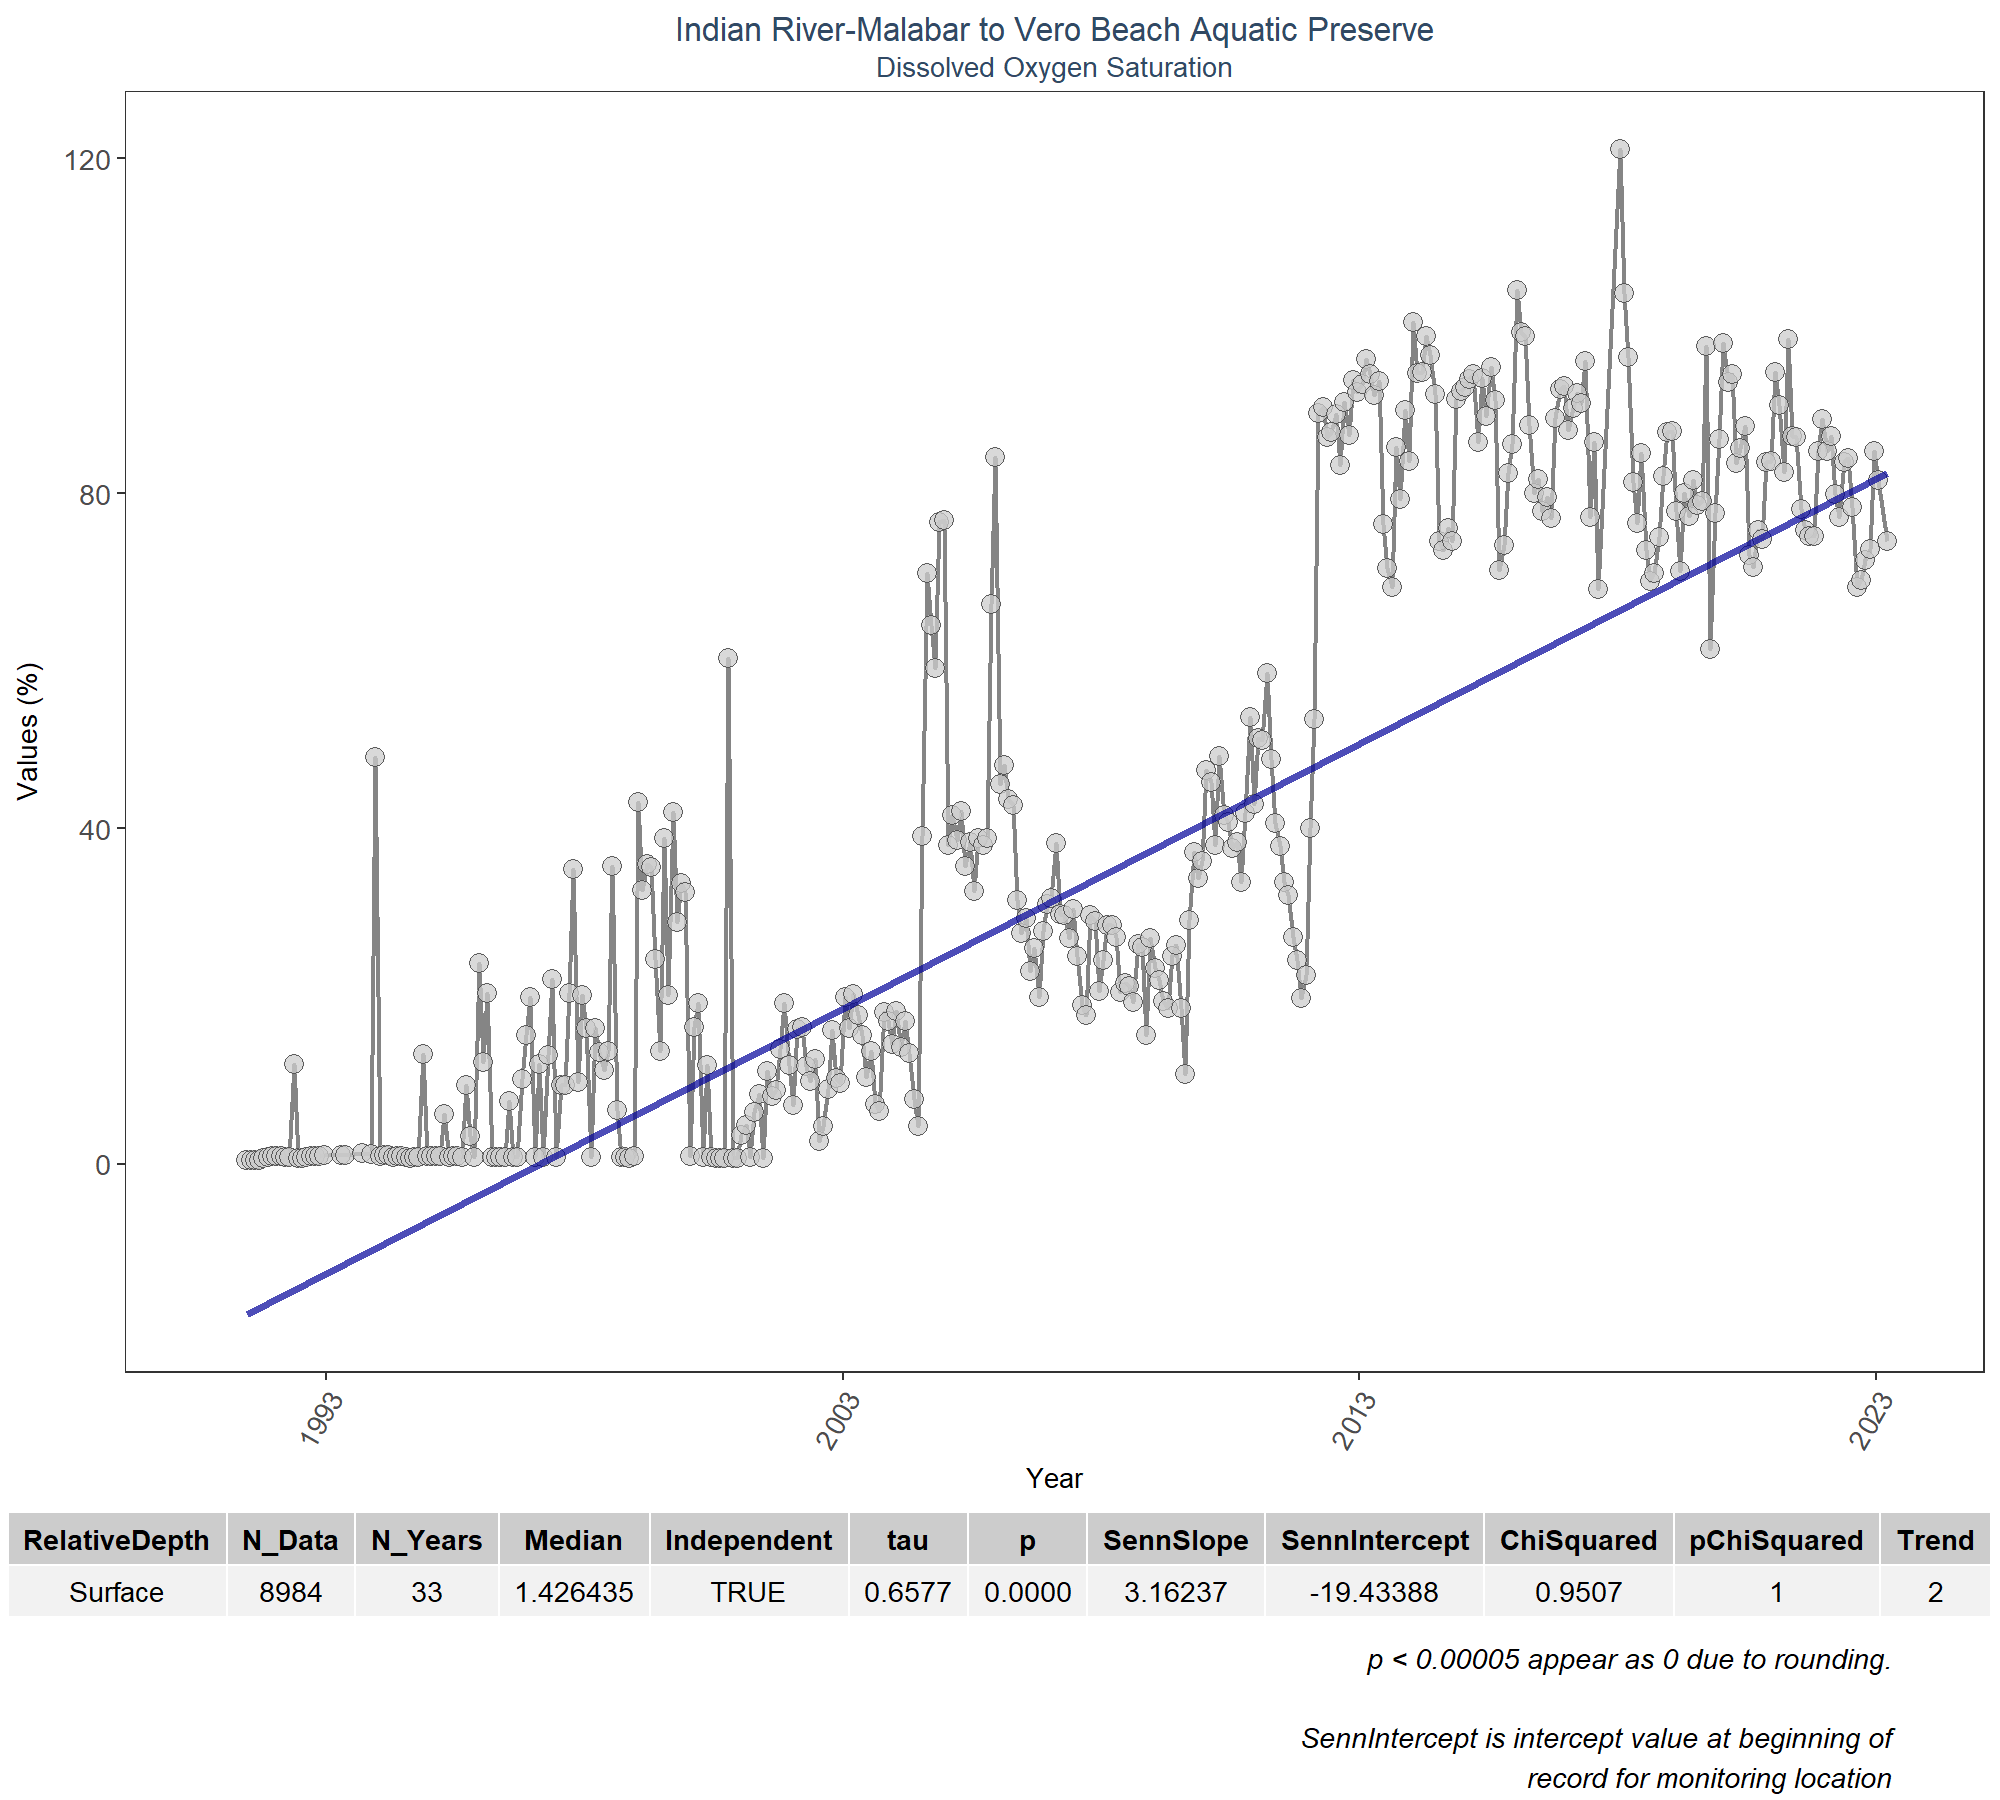 Indian River-Malabar to Vero Beach Aquatic Preserve
Dissolved Oxygen Saturation
120
80
40
0
Values (%)
1993
2003
2013
2023
Year
RelativeDepth N_Data N_Years Median Independent tau p SennSlope SennIntercept ChiSquared pChiSquared Trend
Surface 8984 33 1.426435 TRUE 0.6577 0.0000 3.16237 -19.43388 0.9507 1 2
p < 0.00005 appear as 0 due to rounding.
SennIntercept is intercept value at beginning of
record for monitoring location